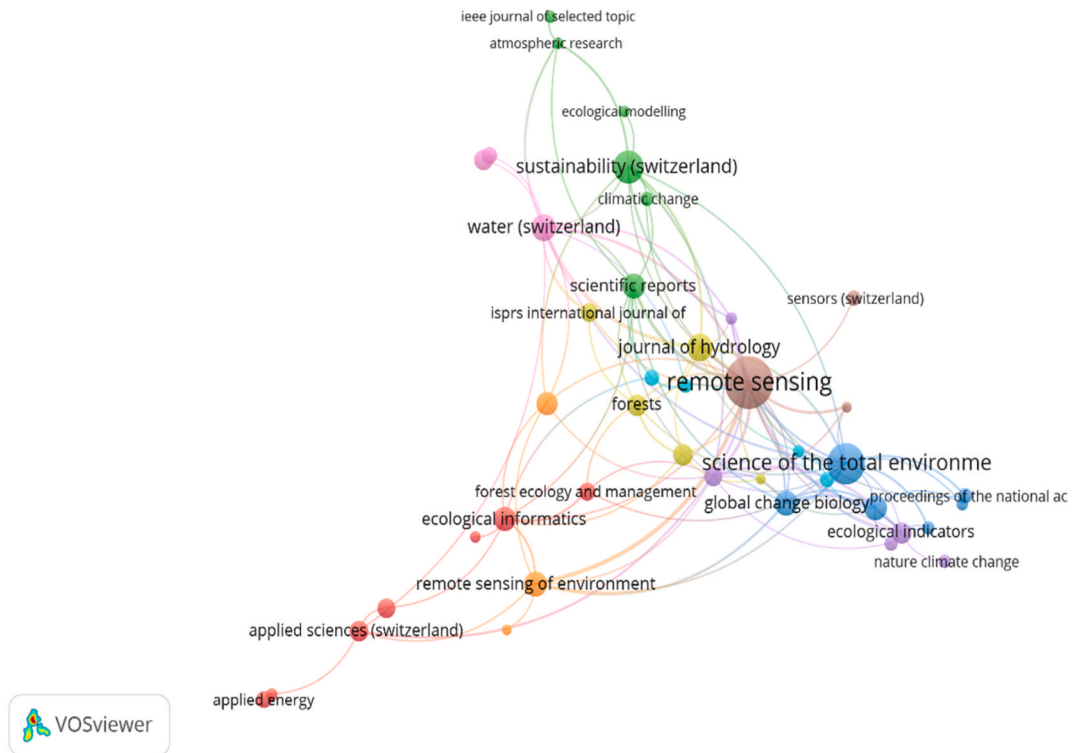 ieee journal of selected topic
atmospheric research
ecological modelling
sustainability (switzerland)
climatic change
water (switzerland)
scientific reports
sensors (switzerland)
isprs international journal of
journal of hydrology
remote sensing
forests
science of the total environme
forest ecology and management
global change biology
proceedings of the national ac
ecological informatics
ecological indicators
nature climate change
remote sensing of environment
applied sciences (switzerland)
applied energy
VOSviewer